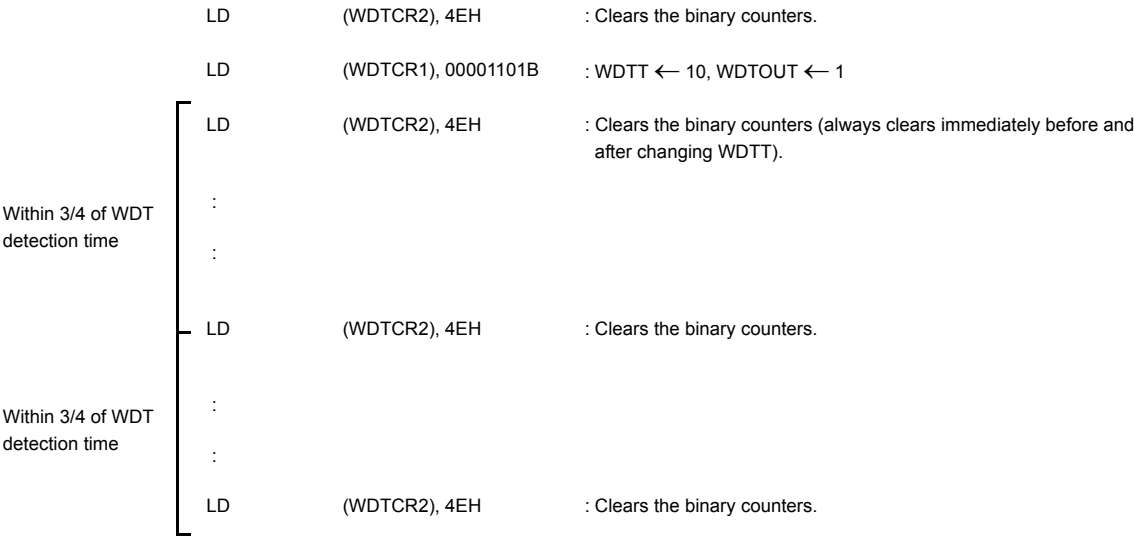 LD (WDTCR2), 4EH : Clears the binary counters.
LD (WDTCR1), 00001101B : WDTT ← 10, WDTOUT ← 1
LD (WDTCR2), 4EH : Clears the binary counters (always clears immediately before and
after changing WDTT).
Within 3/4 of WDT :
detection time
:
LD (WDTCR2), 4EH : Clears the binary counters.
Within 3/4 of WDT :
detection time
:
LD (WDTCR2), 4EH : Clears the binary counters.